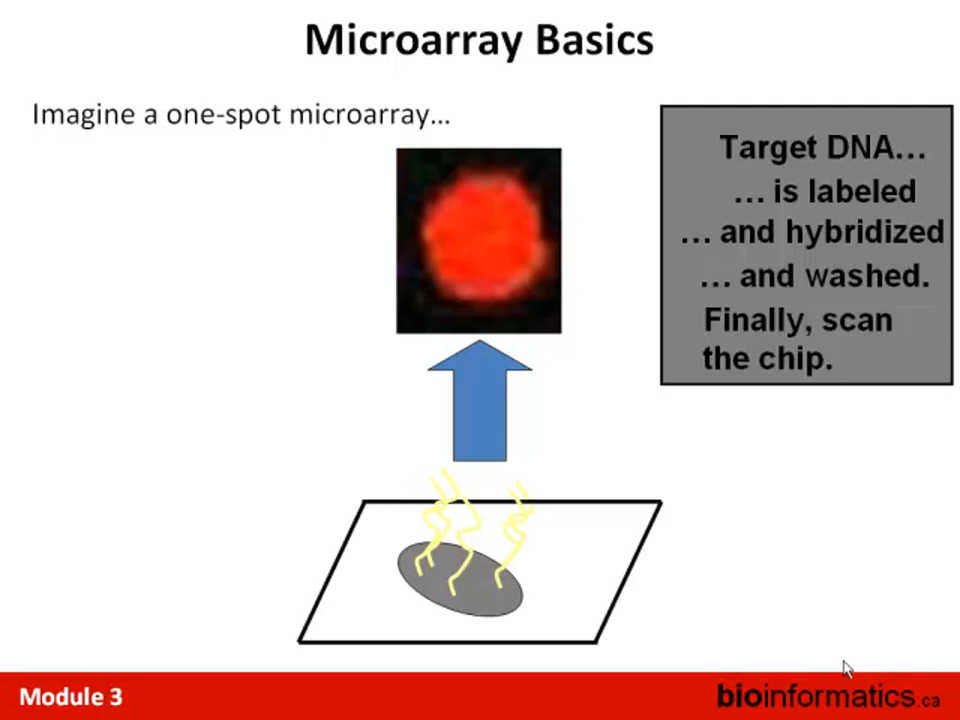 Microarray Basics
Imagine a one-spot microarray…
Target DNA…
… is labeled
… and hybridized
… and washed.
Finally, scan
the chip.
Module 3
bioinformatics.ca